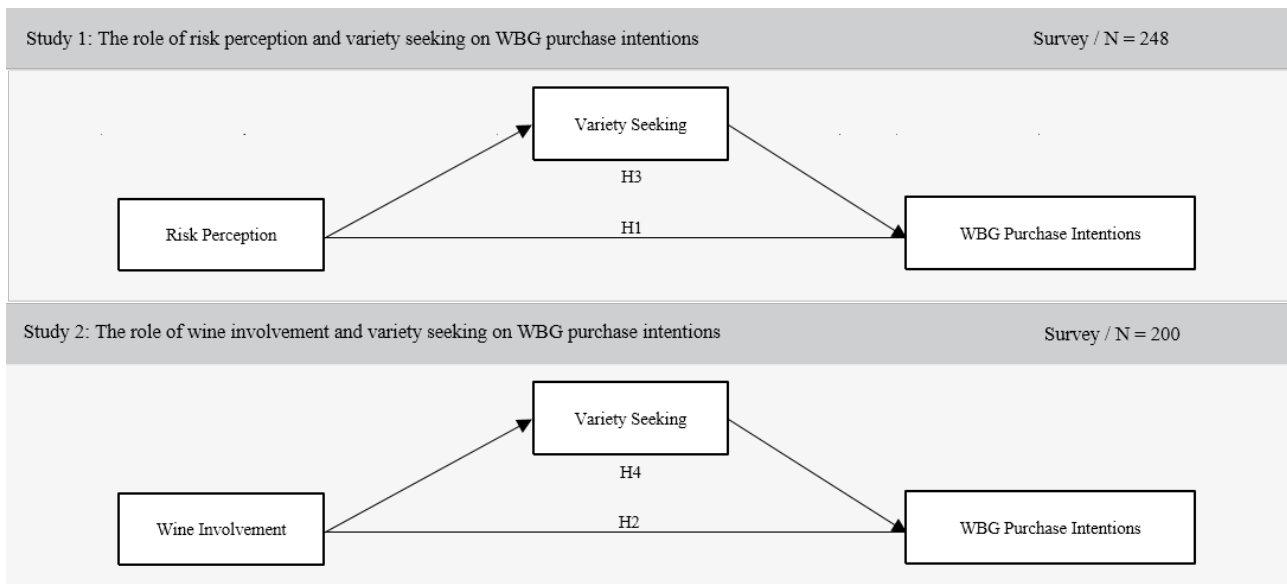 Study 1: The role of risk perception and variety seeking on WBG purchase intentions Survey / N = 248
Variety Seeking
H3
Risk Perception
H1
WBG Purchase Intentions
Study 2: The role of wine involvement and variety seeking on WBG purchase intentions Survey / N = 200
Variety Seeking
H4
Wine Involvement
H2
WBG Purchase Intentions